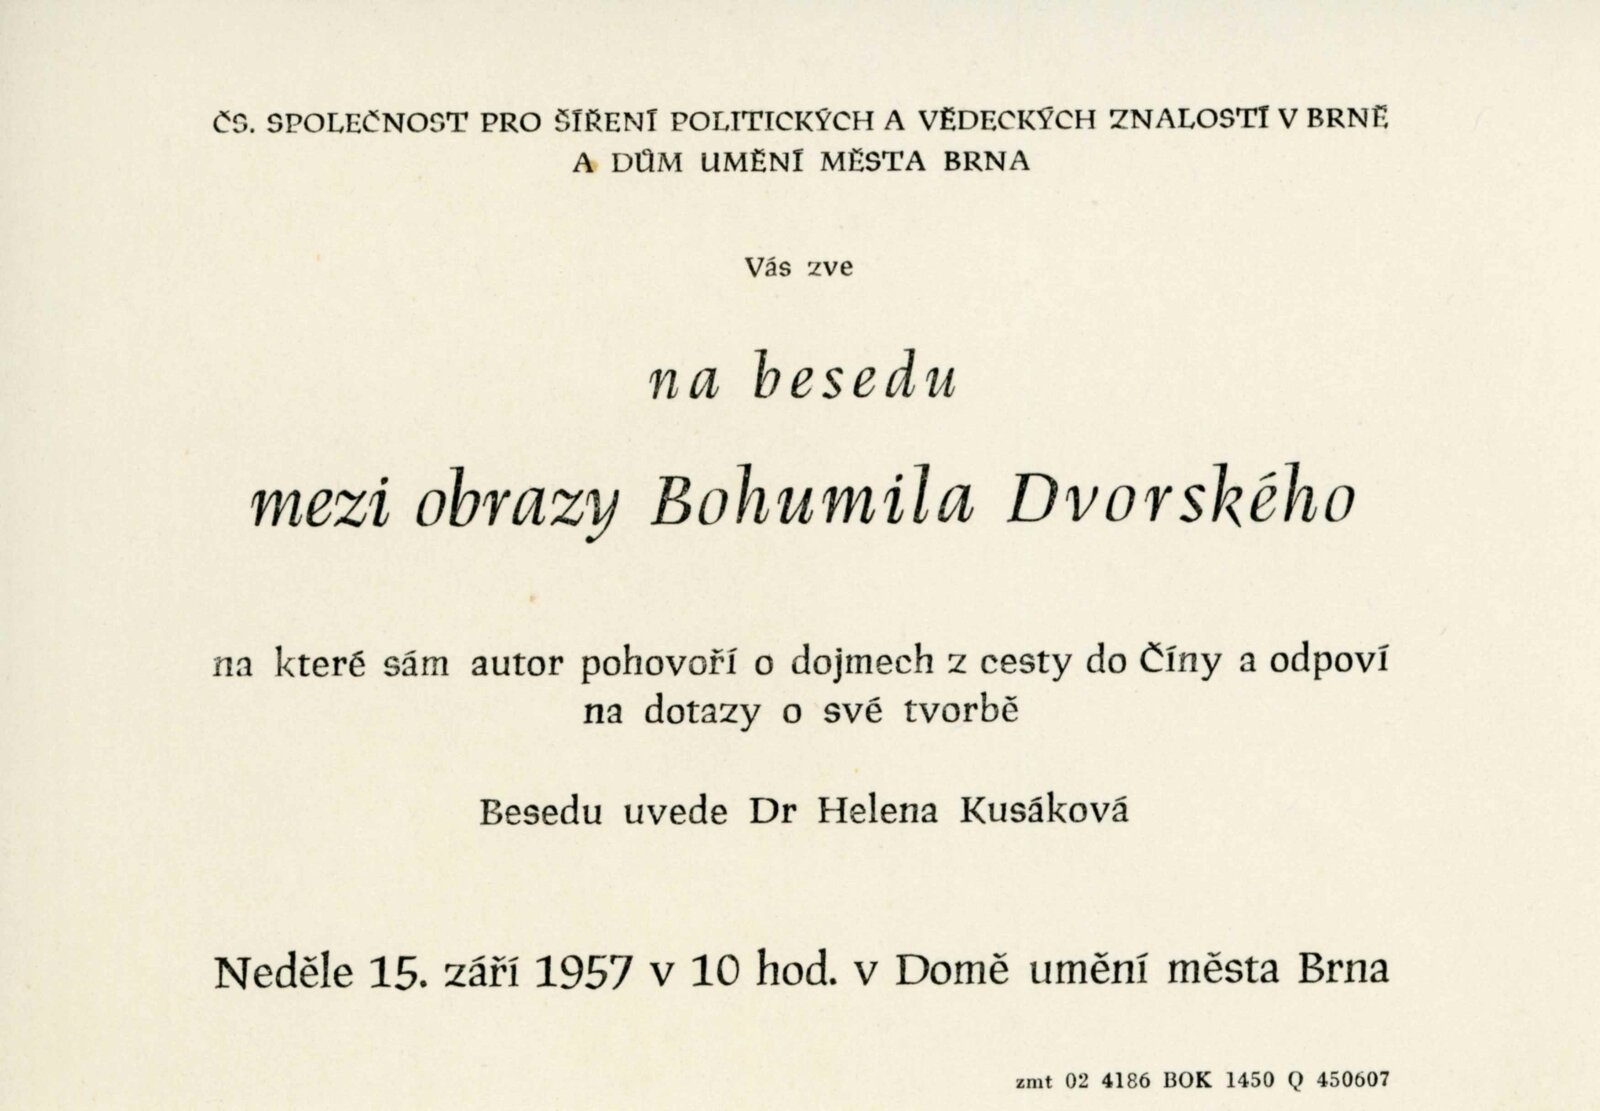 ČS. SPOLEČNOST PRO ŠÍŘENÍ POLITICKÝCH A VĚDECKÝCH ZNALOSTÍ V BRNĚ
A DŮM UMĚNÍ MĚSTA BRNA
Vás zve
na besedu
mezi obrazy Bohumila Dvorského
na které sám autor pohovoří o dojmech z cesty do Číny a odpoví
na dotazy o své tvorbě
Besedu uvede Dr Helena Kusáková
Neděle 15. září 1957 v 10 hod. v Domě umění města Brna
zmt 02 4186 BOK 1450 Q 450607